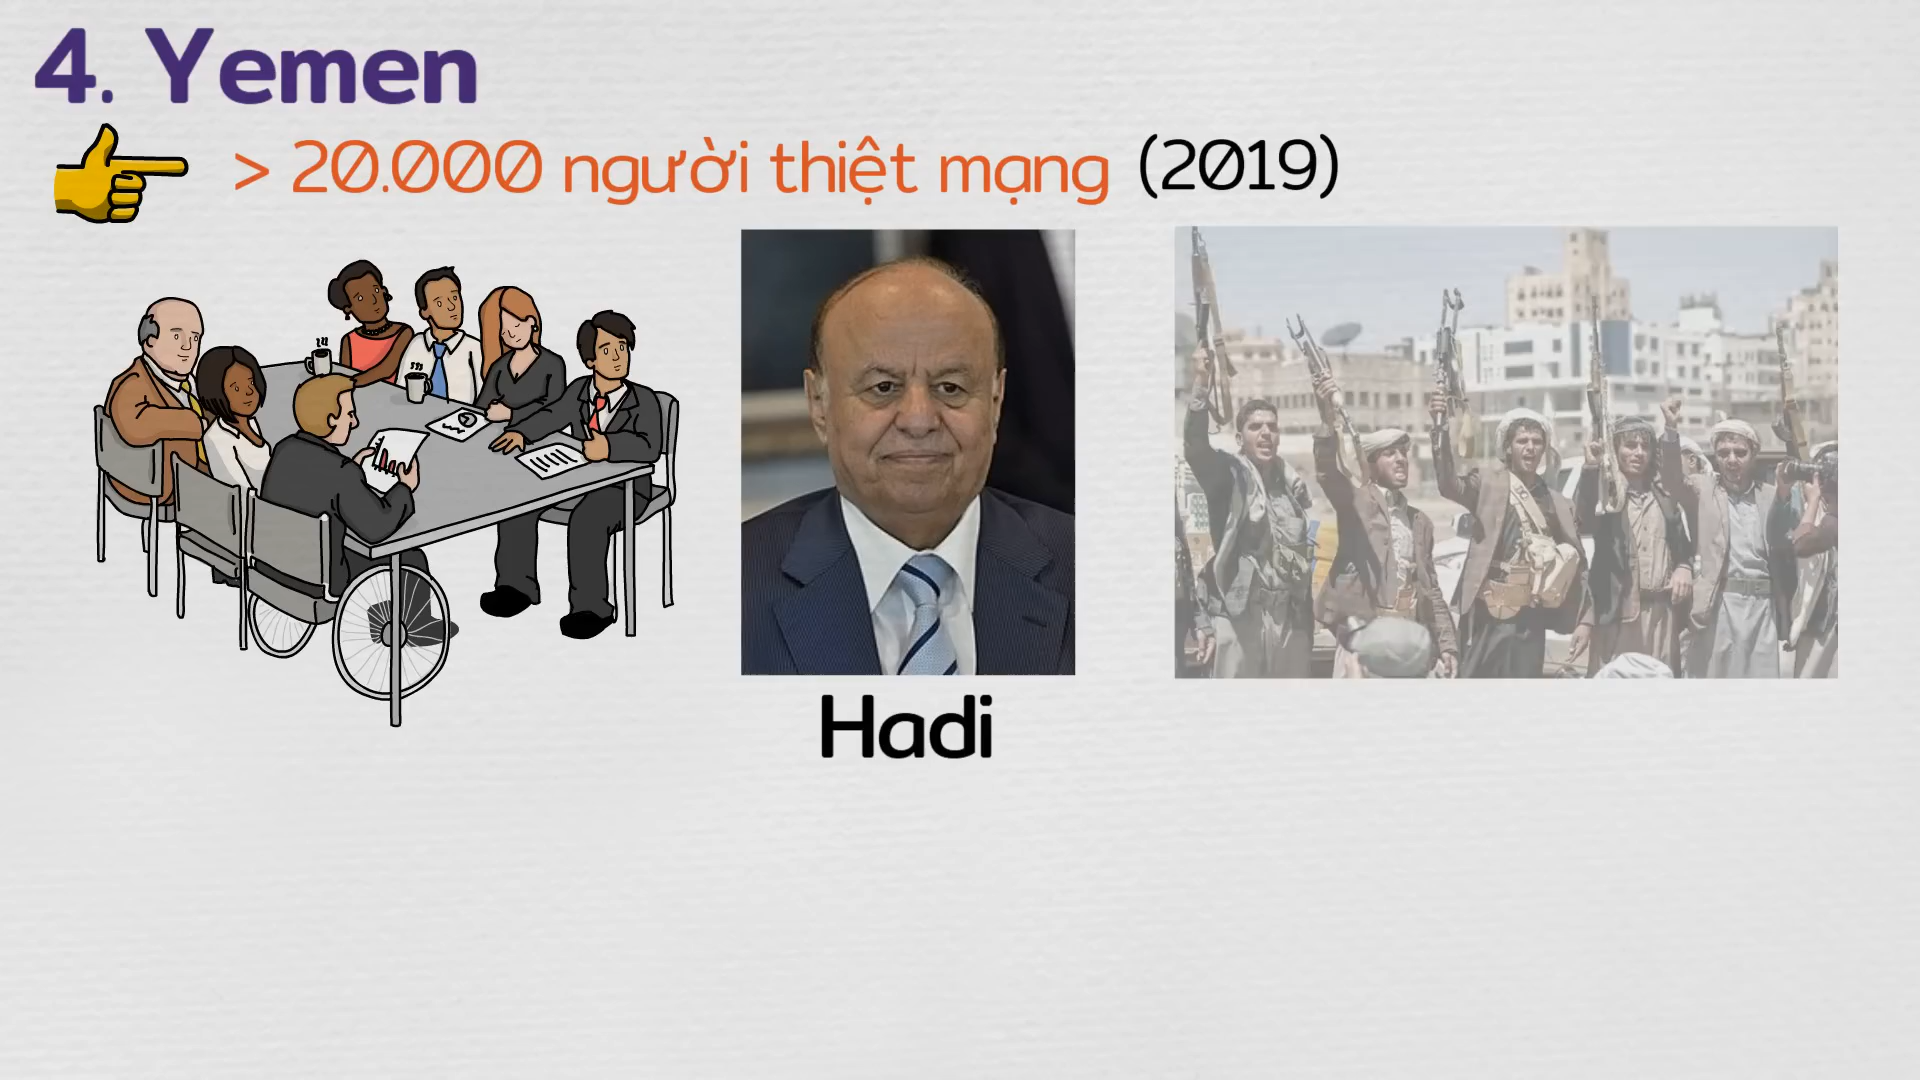 4. Yemen
> 20.000 người thiệt mạng (2019)
Hadi